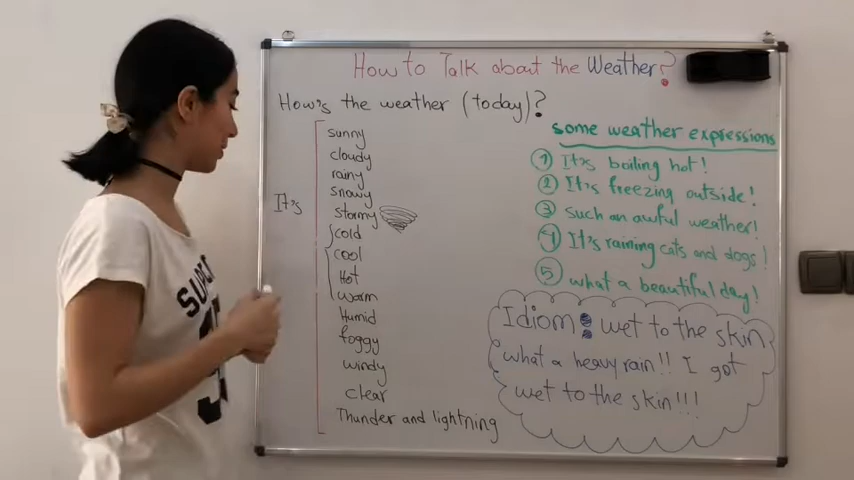 How to Talk about the Weather?
How's the weather (today)?
It's
sunny
cloudy
rainy
snowy
stormy
cold
cool
Hot
warm
Humid
foggy
windy
clear
Thunder and lightning
some weather expressions
1 It's boiling hot!
2 It's freezing outside!
3 such an awful weather!
4 It's raining cats and dogs!
5 what a beautiful day!
Idiom: wet to the skin
what a heavy rain!! I got
wet to the skin!!!